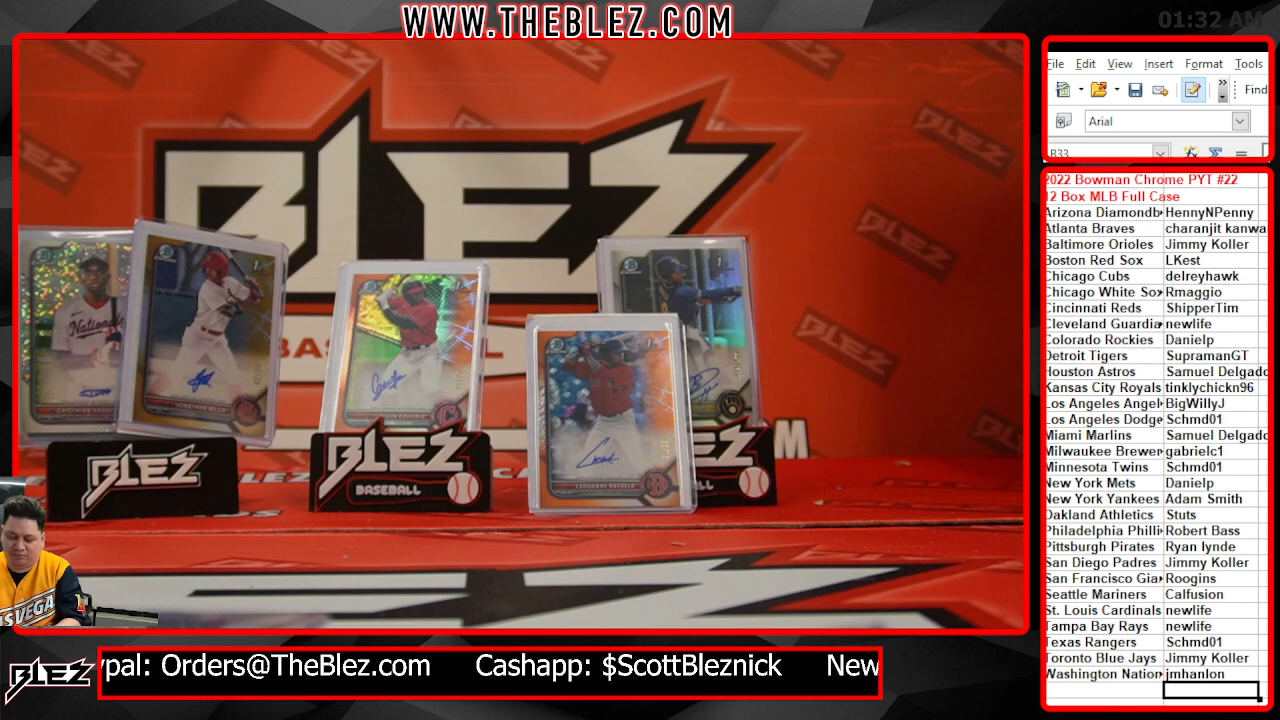 WWW.THEBLEZ.COM
01:32 AM
File Edit View Insert Format Tools
Find
Arial
B33
2022 Bowman Chrome PYT #22
12 Box MLB Full Case
Arizona Diamondb HennyNPenny
Atlanta Braves charanjit kanwa
Baltimore Orioles Jimmy Koller
Boston Red Sox LKest
Chicago Cubs delreyhawk
Chicago White Sox Rmaggio
Cincinnati Reds ShipperTim
Cleveland Guardia newlife
Colorado Rockies Danielp
Detroit Tigers SupramanGT
Houston Astros Samuel Delgado
Kansas City Royals tinklychickn96
Los Angeles Angel BigWillyJ
Los Angeles Dodge Schmd01
Miami Marlins Samuel Delgado
Milwaukee Brewer gabrielc1
Minnesota Twins Schmd01
New York Mets Danielp
New York Yankees Adam Smith
Oakland Athletics Stuts
Philadelphia Philli Robert Bass
Pittsburgh Pirates Ryan lynde
San Diego Padres Jimmy Koller
San Francisco Gia Roogins
Seattle Mariners Calfusion
St. Louis Cardinals newlife
Tampa Bay Rays newlife
Texas Rangers Schmd01
Toronto Blue Jays Jimmy Koller
Washington Nation jmhanlon
BLEZ
BLEZ
BLEZ
BASEBALL
Nationals
CEDDANNE RAFAELA
SVEGA
BLEZ
ypal: Orders@TheBlez.com Cashapp: $ScottBleznick New